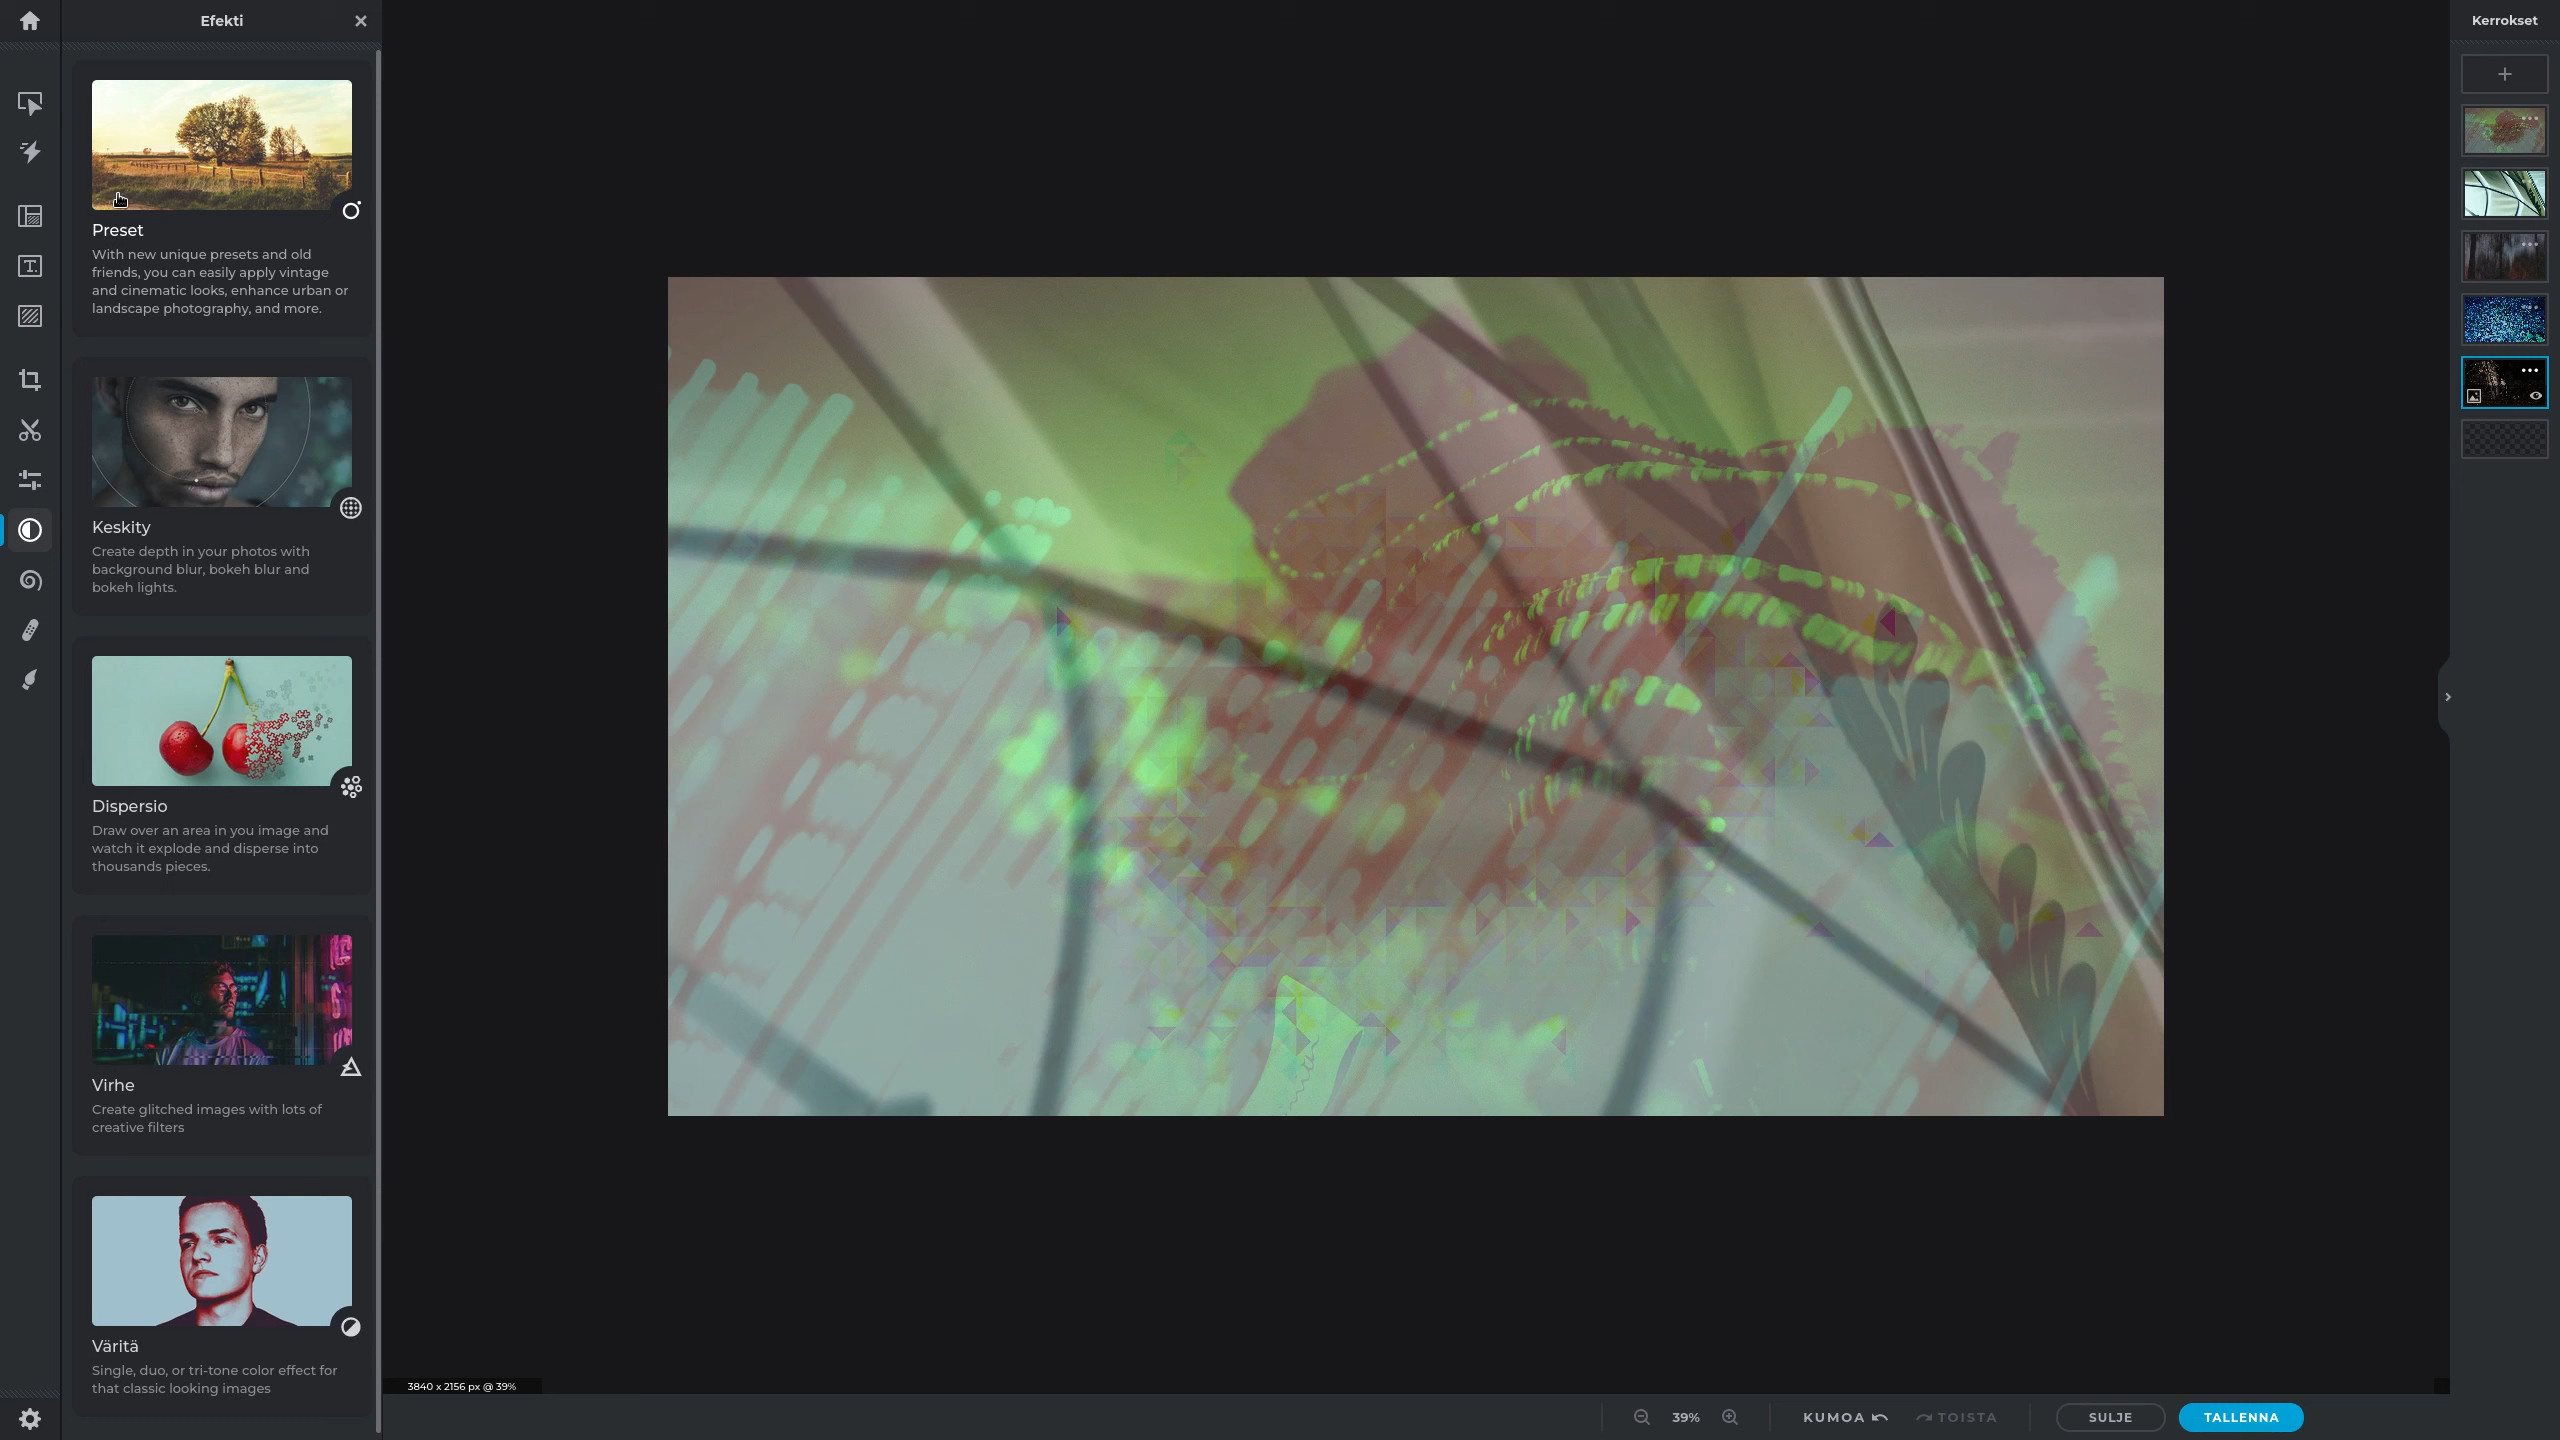 Efekti
Preset
With new unique presets and old
friends, you can easily apply vintage
and cinematic looks, enhance urban or
landscape photography, and more.
Keskity
Create depth in your photos with
background blur, bokeh blur and
bokeh lights.
Dispersio
Draw over an area in you image and
watch it explode and disperse into
thousands pieces.
Virhe
Create glitched images with lots of
creative filters
Väritä
Single, duo, or tri-tone color effect for
that classic looking images
3840 x 2156 px @ 39%
39%
KUMOA
TOISTA
SULJE
TALLENNA
Kerrokset